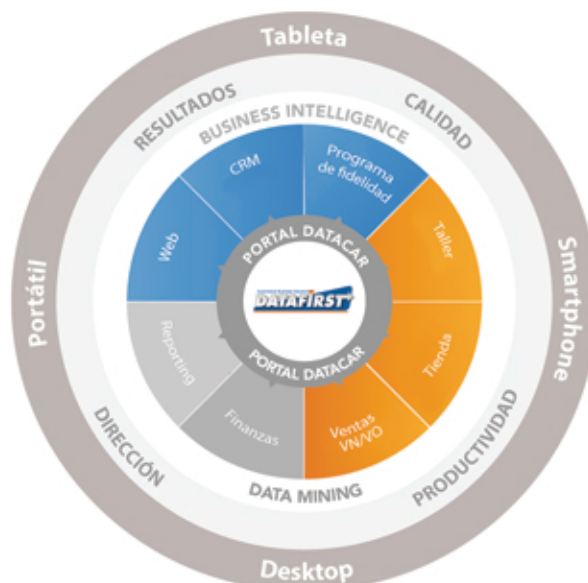 Tableta
RESULTADOS
CALIDAD
BUSINESS INTELLIGENCE
CRM
Programa
de fidelidad
Web
Taller
PORTAL DATACAR
DATAFIRST
PORTAL DATACAR
Portátil
Smartphone
Reporting
Tienda
Finanzas
Ventas
VN/VO
DIRECCIÓN
PRODUCTIVIDAD
DATA MINING
Desktop